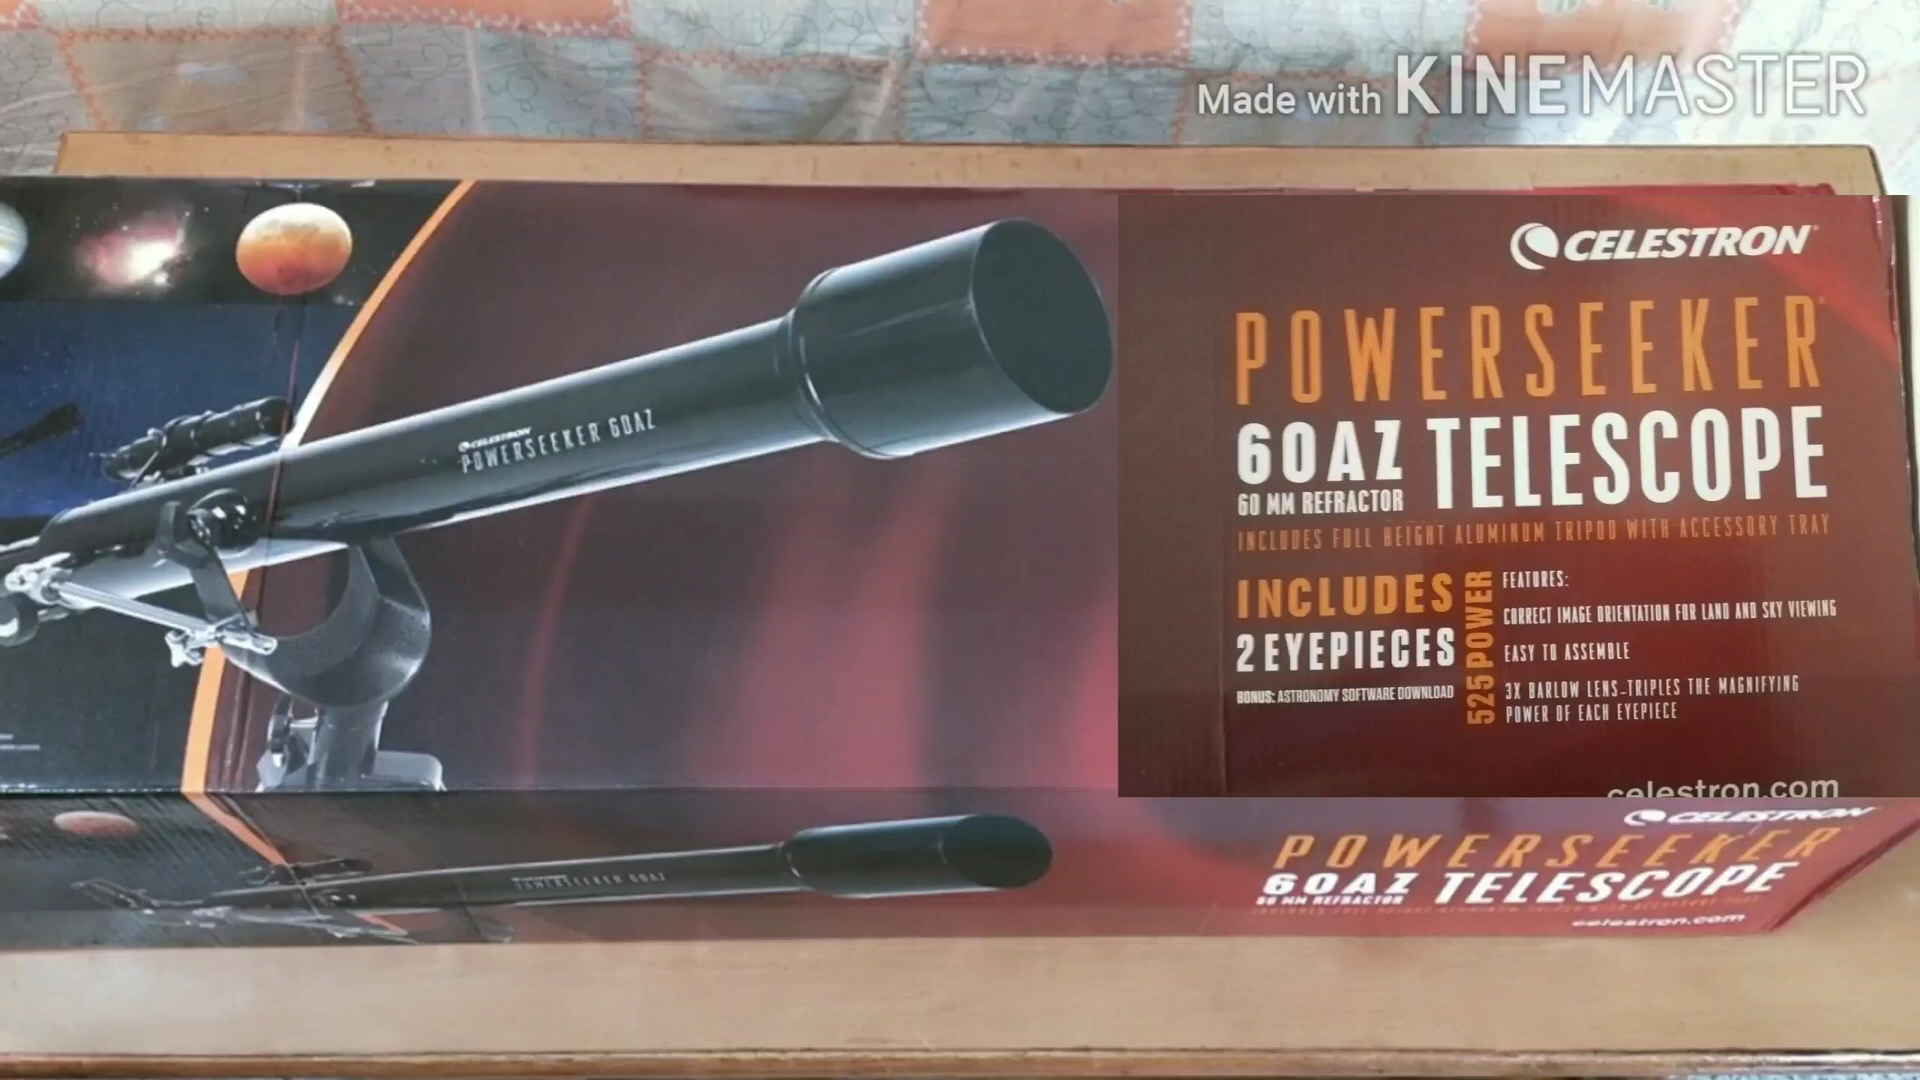 Made with KINEMASTER
CELESTRON
POWERSEEKER
60AZ TELESCOPE
60 MM REFRACTOR
INCLUDES FULL HEIGHT ALUMINUM TRIPOD WITH ACCESSORY TRAY
INCLUDES
2 EYEPIECES
BONUS: ASTRONOMY SOFTWARE DOWNLOAD
525POWER
FEATURES:
CORRECT IMAGE ORIENTATION FOR LAND AND SKY VIEWING
EASY TO ASSEMBLE
3X BARLOW LENS-TRIPLES THE MAGNIFYING
POWER OF EACH EYEPIECE
celestron.com
CELESTRON
POWERSEEKER 60AZ
POWERSEEKER 60AZ
CELESTRON
POWERSEEKER
60AZ TELESCOPE
60 MM REFRACTOR
celestron.com